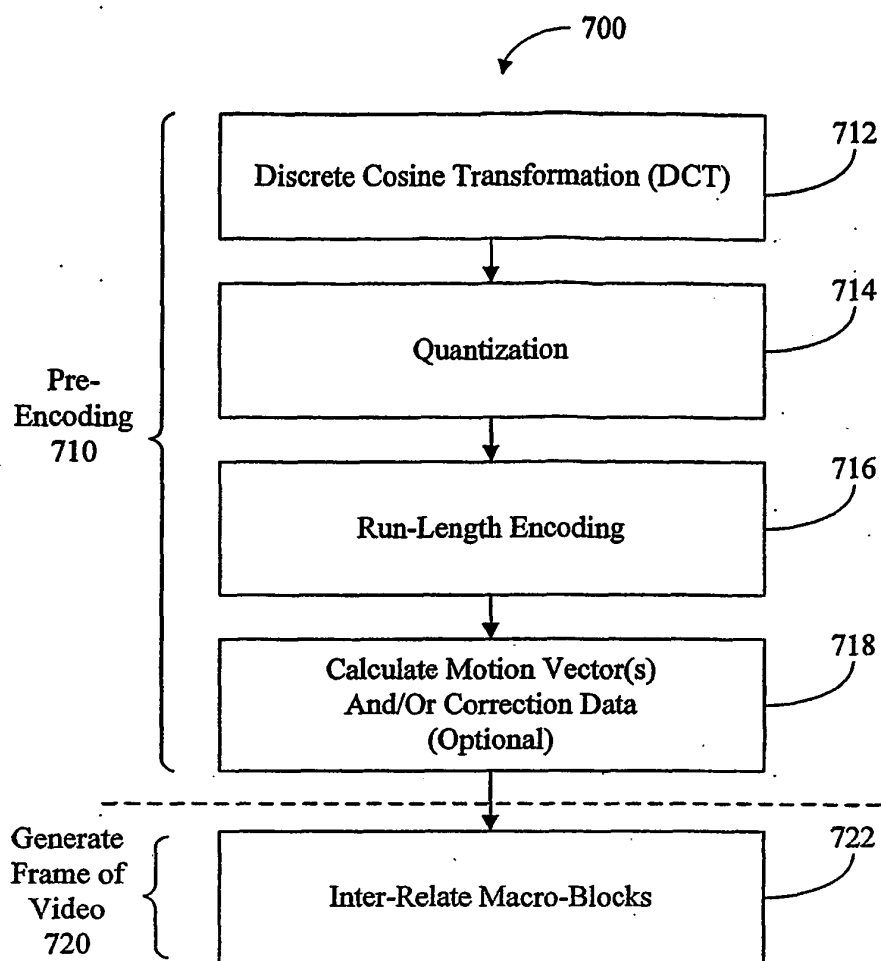 700
712
Discrete Cosine Transformation (DCT)
714
Quantization
Pre-
Encoding
710
716
Run-Length Encoding
718
Calculate Motion Vector(s)
And/Or Correction Data
(Optional)
Generate
Frame of
Video
720
722
Inter-Relate Macro-Blocks